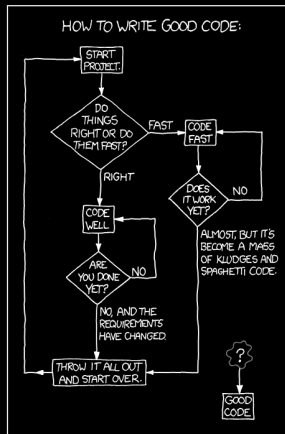 HOW TO WRITE GOOD CODE:
START
PROJECT.
DO
THINGS
RIGHT OR DO
THEM FAST?
FAST
CODE
FAST
RIGHT
DOES
IT WORK
YET?
NO
CODE
WELL
ALMOST, BUT IT'S
BECOME A MASS
OF KLUDGES AND
SPAGHETTI CODE.
ARE
YOU DONE
YET?
NO
NO, AND THE
REQUIREMENTS
HAVE CHANGED.
THROW IT ALL OUT
AND START OVER.
?
GOOD
CODE